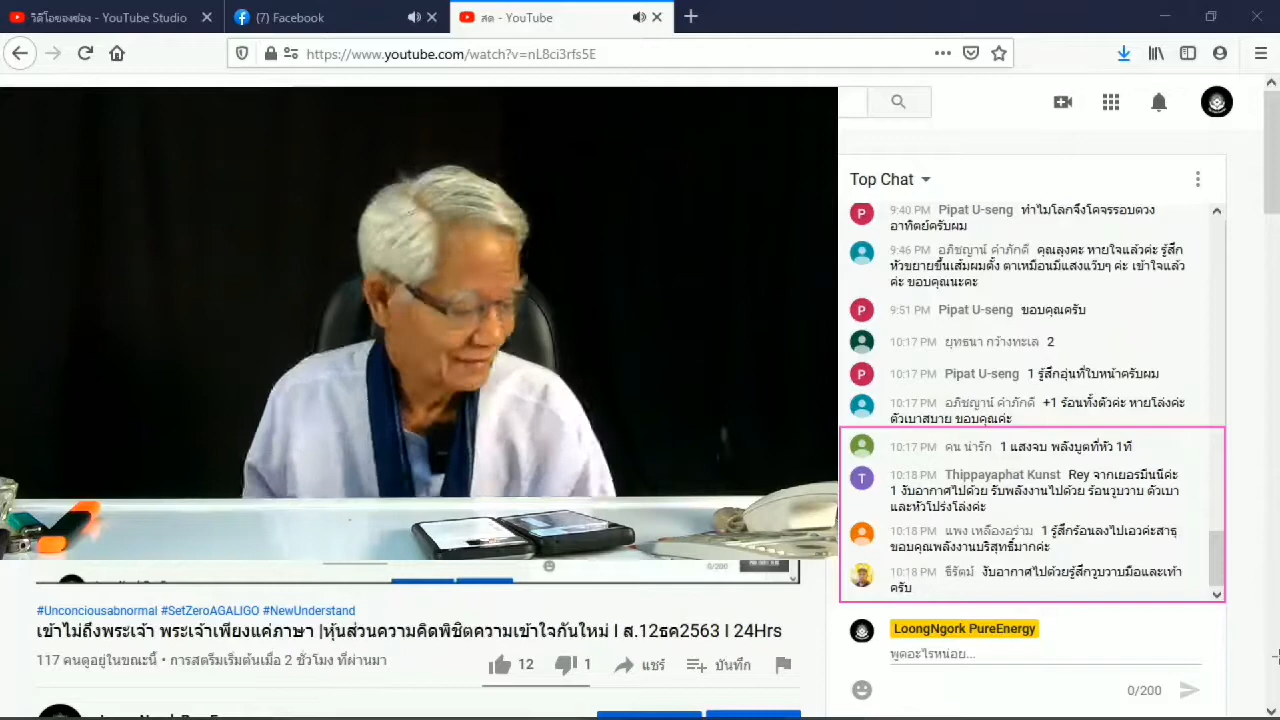 วิดีโอของช่อง - YouTube Studio
(7) Facebook
สด - YouTube
https://www.youtube.com/watch?v=nL8ci3rfs5E
Top Chat
9:40 PM Pipat U-seng ทำไมโลกจึงโคจรรอบดวง
อาทิตย์ครับผม
9:46 PM อภิชญาน์ คำภักดี คุณลุงคะ หายใจแล้วค่ะ รู้สึก
หัวขยายขึ้นเส้มผมตั้ง ตาเหมือนมีแสงแว๊บๆ ค่ะ เข้าใจแล้ว
ค่ะ ขอบคุณนะคะ
9:51 PM Pipat U-seng ขอบคุณครับ
10:17 PM ยุทธนา กว้างทะเล 2
10:17 PM Pipat U-seng 1 รู้สึกอุ่นที่ใบหน้าครับผม
10:17 PM อภิชญาน์ คำภักดี +1 ร้อนทั้งตัวค่ะ หายโล่งค่ะ
ตัวเบาสบาย ขอบคุณค่ะ
10:17 PM คน น่ารัก 1 แสงจบ พลังบูตที่หัว 1ที
10:18 PM Thippayaphat Kunst Rey จากเยอรมีนนีค่ะ
1 งับอากาศไปด้วย รับพลังงานไปด้วย ร้อนวูบวาบ ตัวเบา
และหัวโปร่งโล่งค่ะ
10:18 PM แพง เหลืองอร่าม 1 รู้สึกร้อนลงไปเอวค่ะสาธุ
ขอบคุณพลังงานบริสุทธิ์มากค่ะ
10:18 PM ธีรัตม์ งับอากาศไปด้วยรู้สึกวูบวาบมือและเท้า
ครับ
LoongNgork PureEnergy
พูดอะไรหน่อย...
0/200
0/200
#Unconciousabnormal #SetZeroAGALIGO #NewUnderstand
เข้าไม่ถึงพระเจ้า พระเจ้าเพียงแค่ภาษา |หุ้นส่วนความคิดพิชิตความเข้าใจกันใหม่ I ส.12ธค2563 I 24Hrs
117 คนดูอยู่ในขณะนี้ • การสตรีมเริ่มต้นเมื่อ 2 ชั่วโมง ที่ผ่านมา
12
1
แชร์
บันทึก